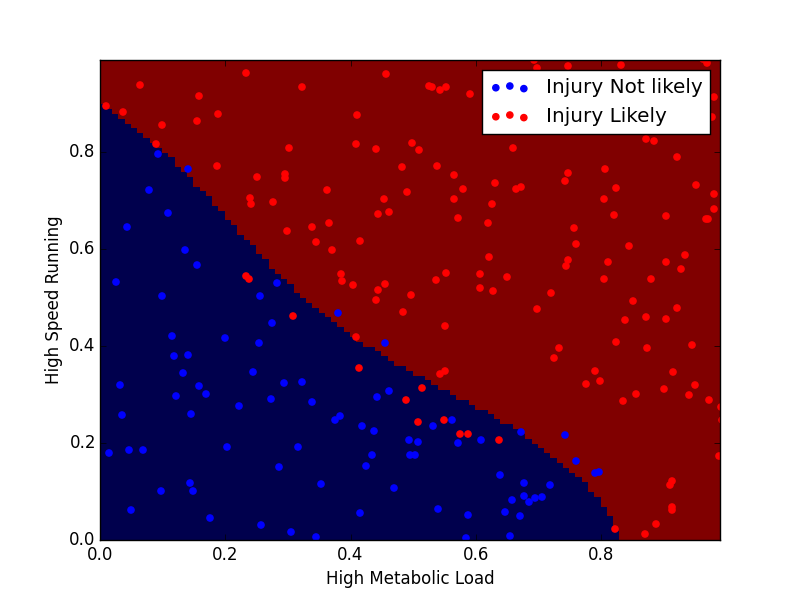 Injury Not likely
Injury Likely
High Speed Running
0.8
0.6
0.4
0.2
0.0
0.0 0.2 0.4 0.6 0.8
High Metabolic Load